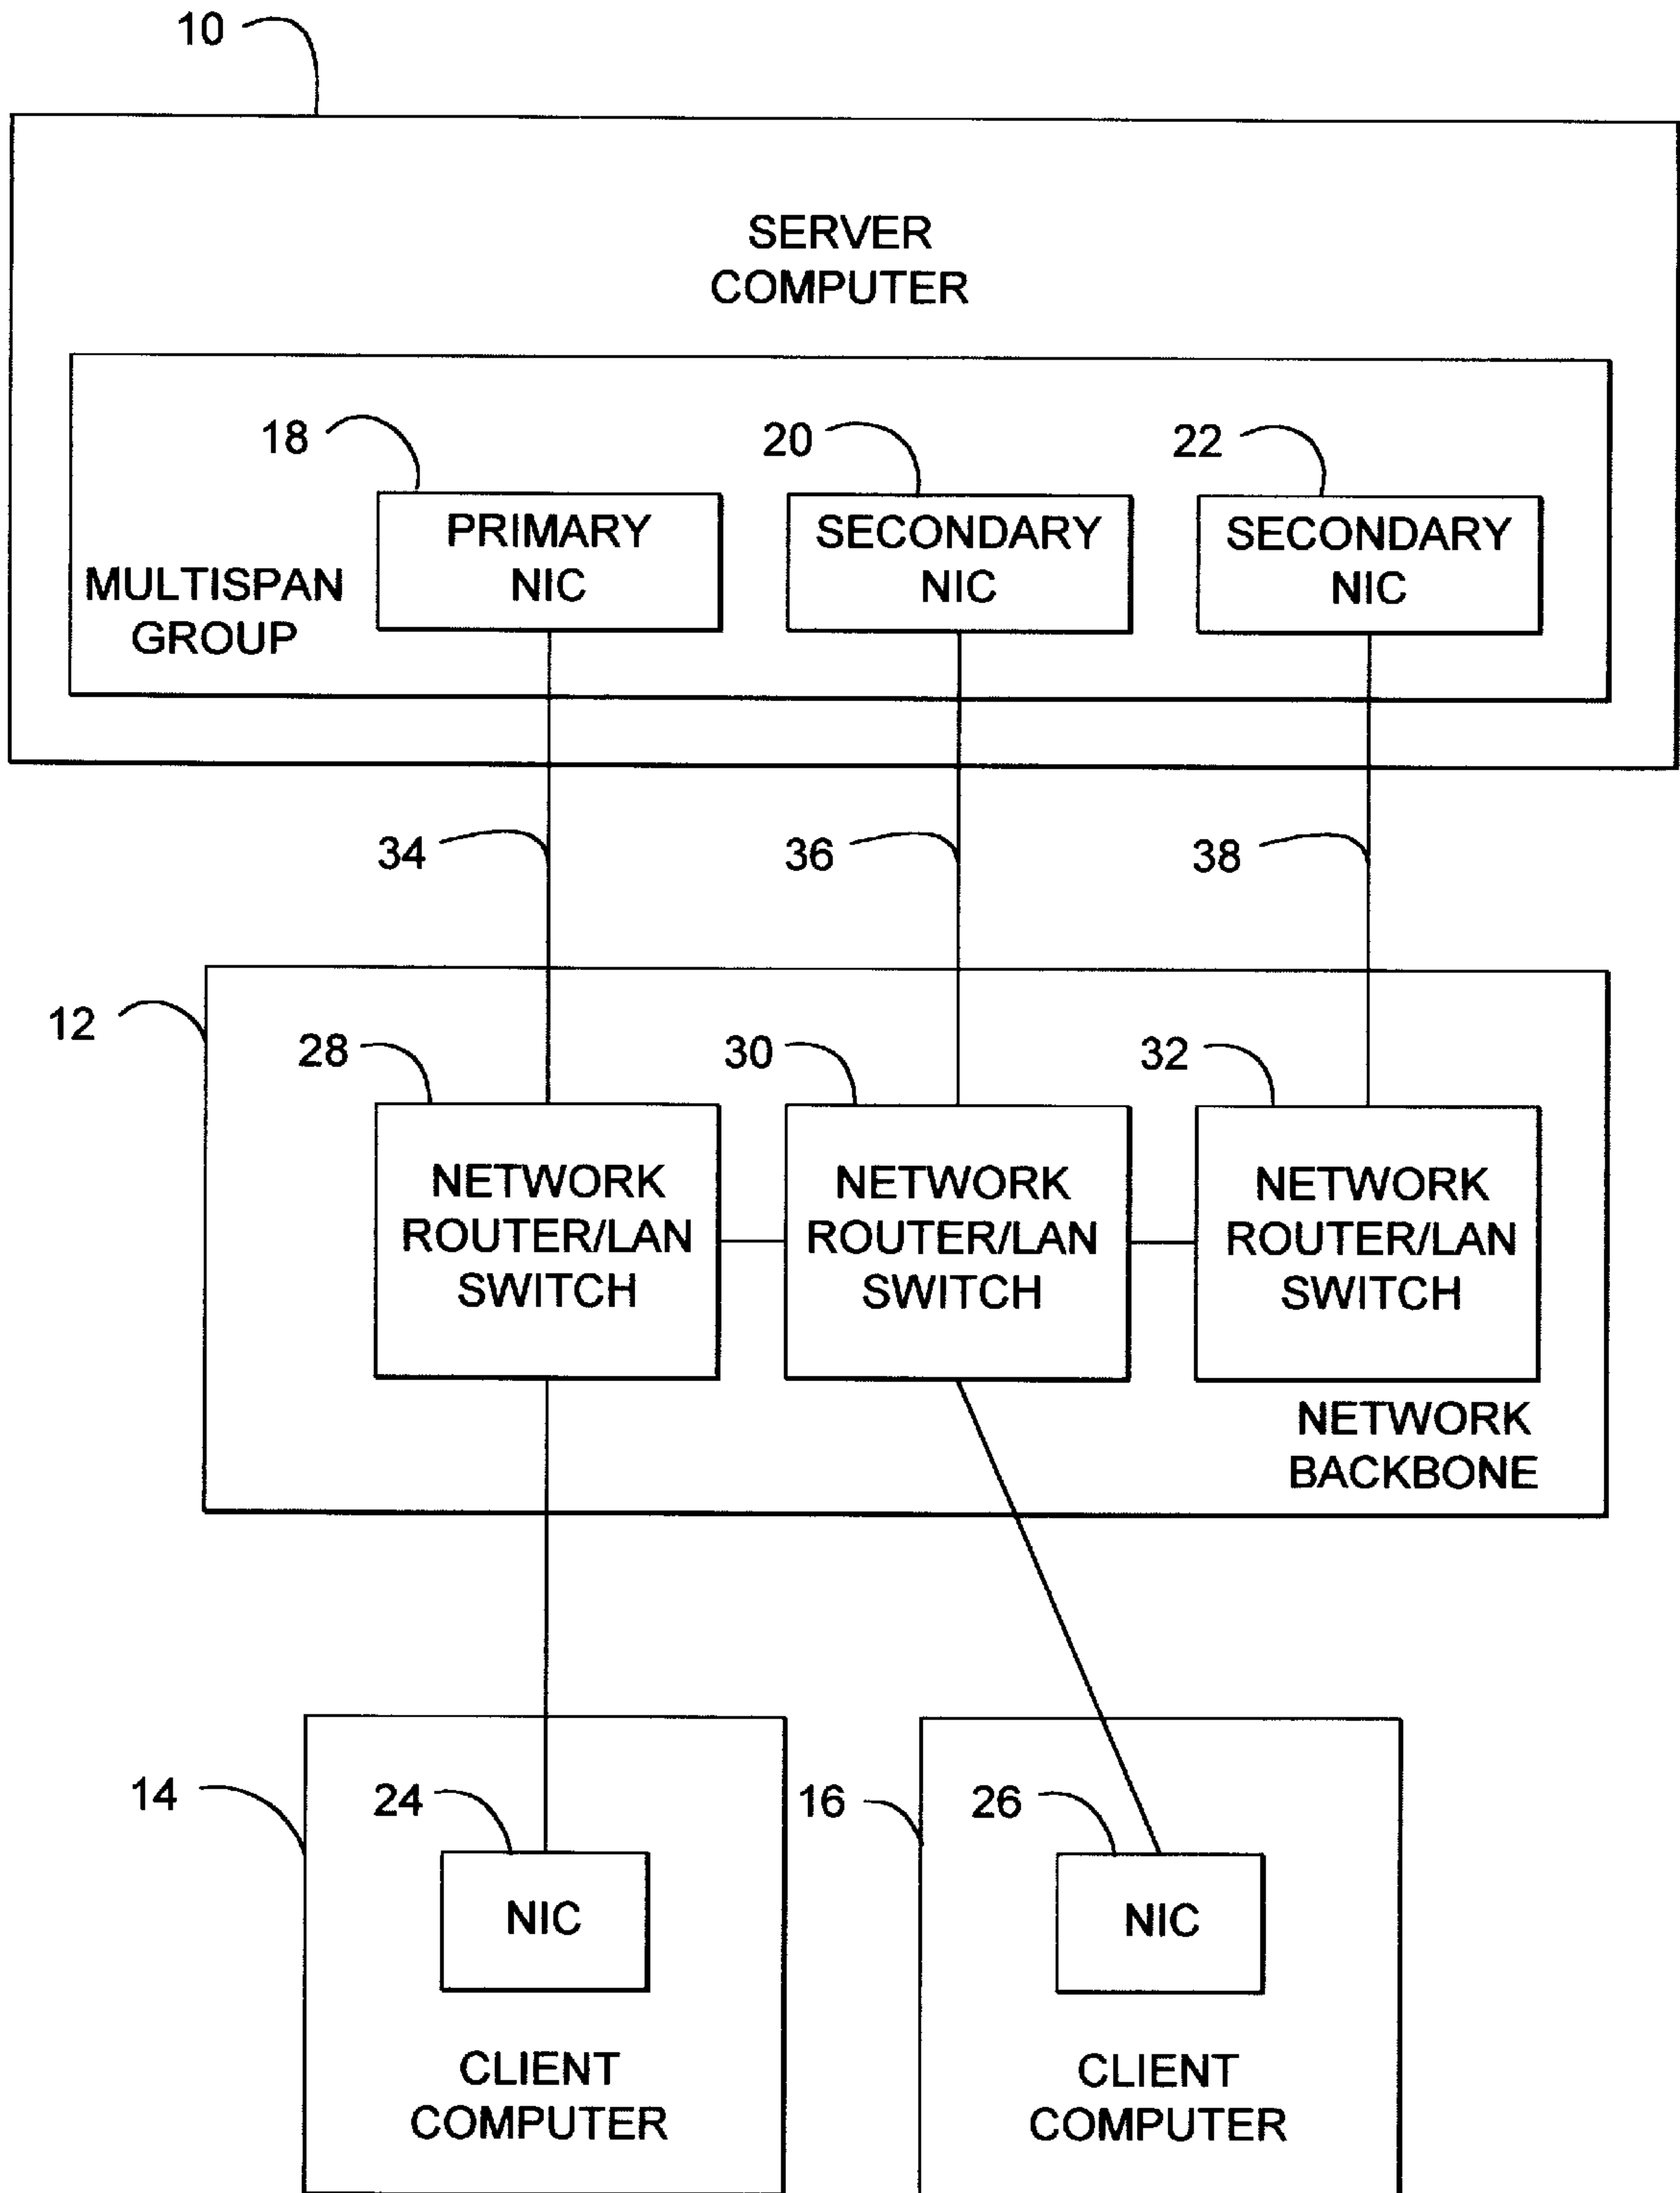 10
SERVER
COMPUTER
18
20
22
PRIMARY
NIC
SECONDARY
NIC
SECONDARY
NIC
MULTISPAN
GROUP
34
36
38
12
28
30
32
NETWORK
ROUTER/LAN
SWITCH
NETWORK
ROUTER/LAN
SWITCH
NETWORK
ROUTER/LAN
SWITCH
NETWORK
BACKBONE
14
24
16
26
NIC
NIC
CLIENT
COMPUTER
CLIENT
COMPUTER